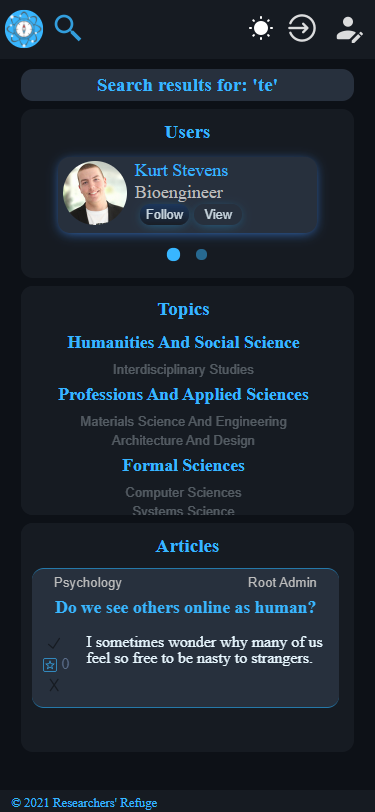 Search results for: 'te'
Users
Kurt Stevens
Bioengineer
Follow View
Topics
Humanities And Social Science
Interdisciplinary Studies
Professions And Applied Sciences
Materials Science And Engineering
Architecture And Design
Formal Sciences
Computer Sciences
Systems Science
Articles
Psychology Root Admin
Do we see others online as human?
I sometimes wonder why many of us
feel so free to be nasty to strangers.
0
X
© 2021 Researchers' Refuge